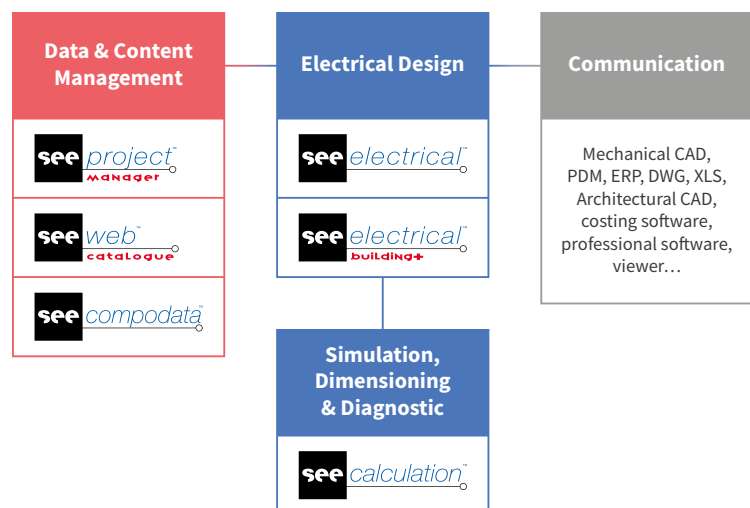 Data & Content
Management
see project™
manager
see web™
catalogue
see compodata™
Electrical Design
see electrical™
see electrical™
building+
Simulation,
Dimensioning
& Diagnostic
see calculation™
Communication
Mechanical CAD,
PDM, ERP, DWG, XLS,
Architectural CAD,
costing software,
professional software,
viewer…